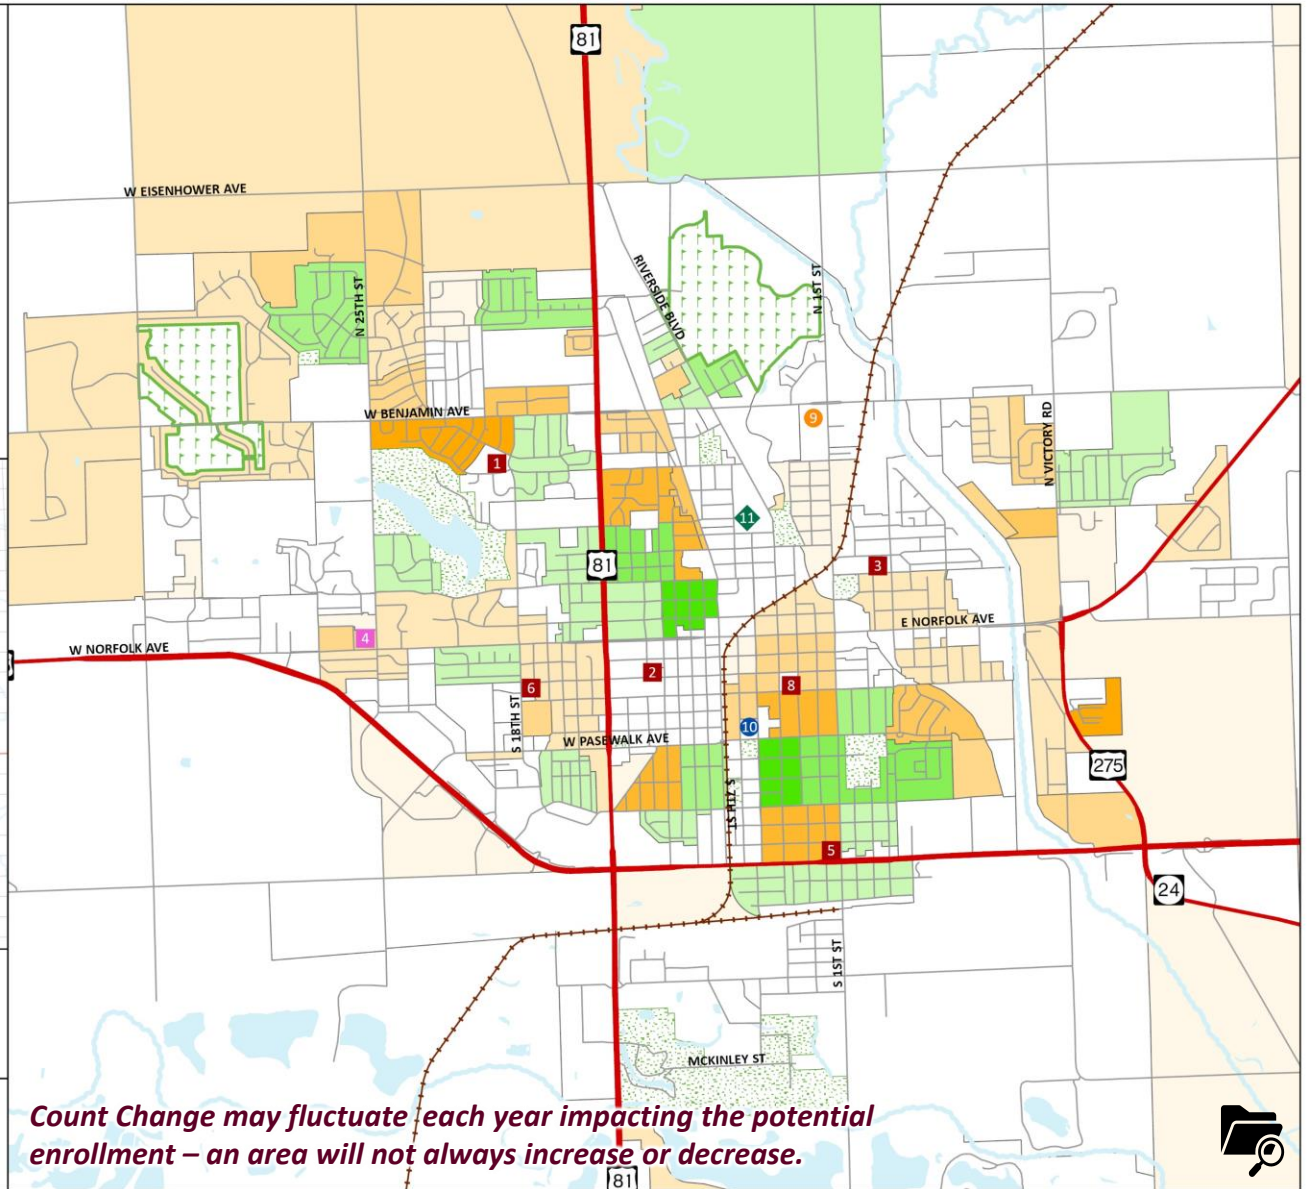 81
W EISENHOWER AVE
N 25TH ST
RIVERSIDE BLVD
N 1ST ST
W BENJAMIN AVE
9
N VICTORY RD
1
11
81
3
4
W NORFOLK AVE
E NORFOLK AVE
6
2
8
S 18TH ST
10
W PASEWALK AVE
275
S 7TH ST
5
24
S 1ST ST
MCKINLEY ST
Count Change may fluctuate each year impacting the potential
enrollment – an area will not always increase or decrease.
81